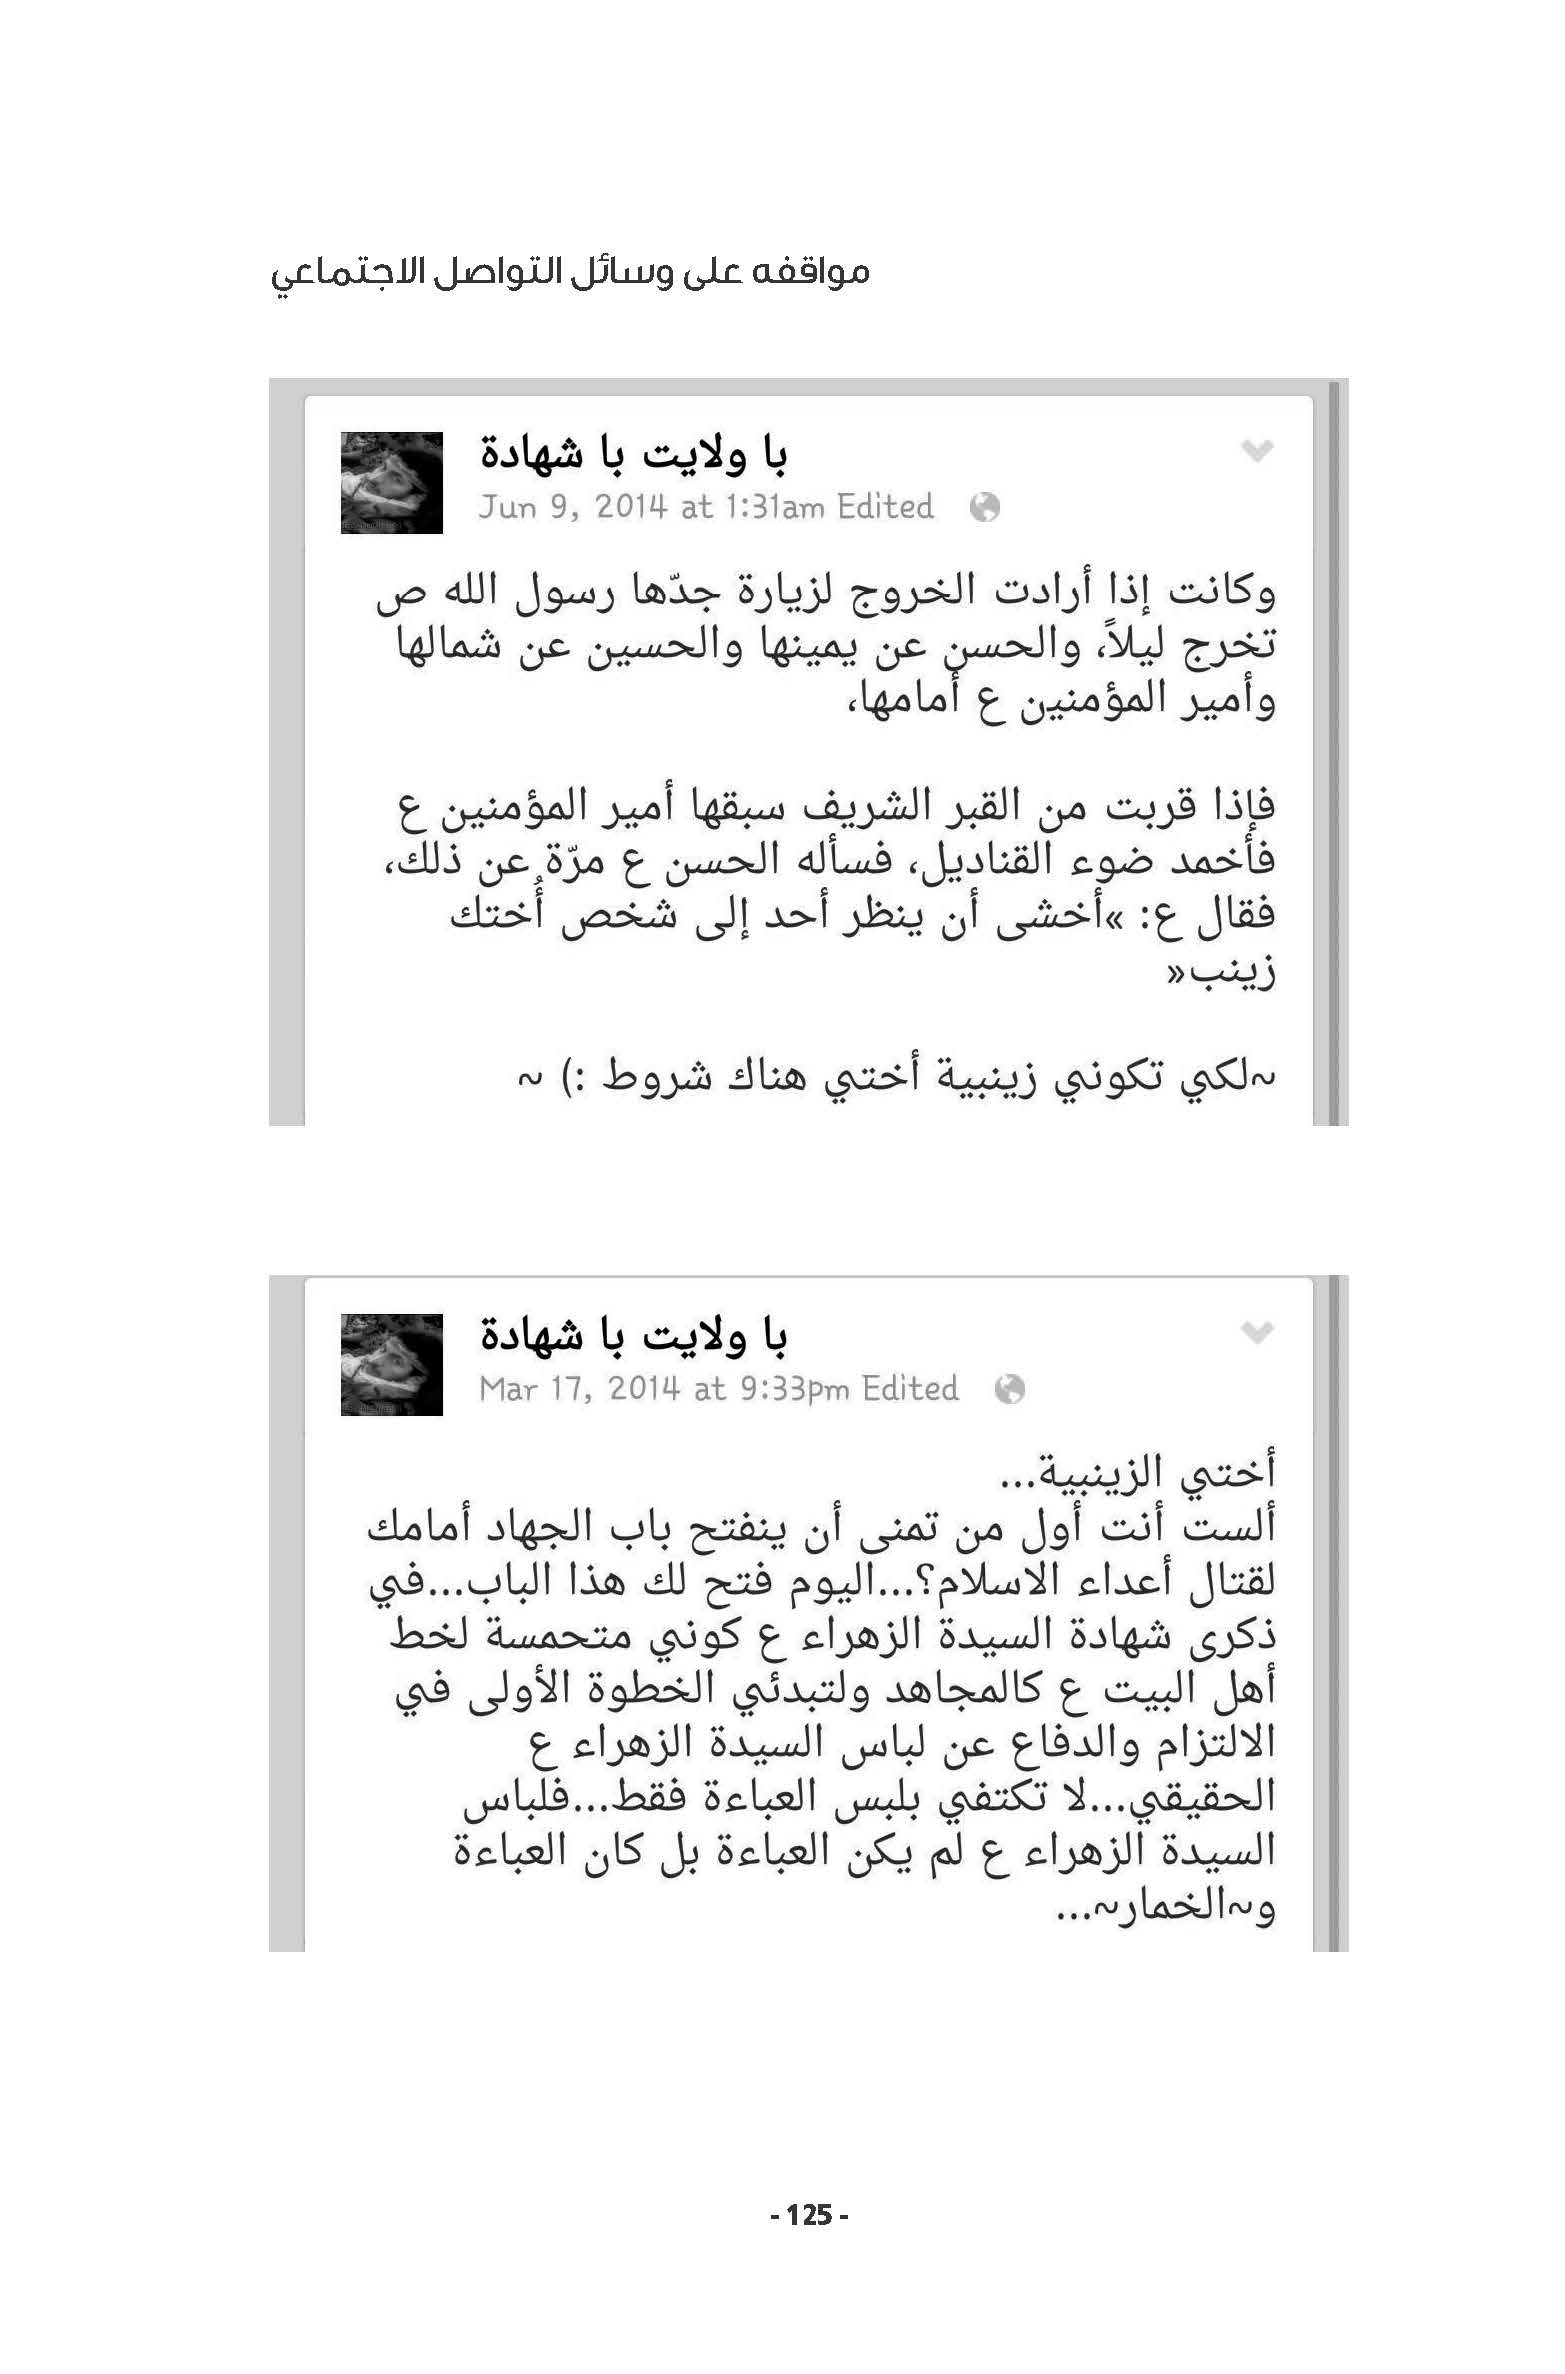 مواقفه على وسائل التواصل الاجتماعي
با ولايت با شهادة
Jun 9, 2014 at 1:31am Edited
وكانت إذا أرادت الخروج لزيارة جدّها رسول الله ص
تخرج ليلاً، والحسن عن يمينها والحسين عن شمالها
وأمير المؤمنين ع أمامها،
فإذا قربت من القبر الشريف سبقها أمير المؤمنين ع
فأخمد ضوء القناديل، فسأله الحسن ع مرّة عن ذلك،
فقال ع: »أخشى أن ينظر أحد إلى شخص أُختك
زينب«
~لكي تكوني زينبية أختي هناك شروط :) ~
با ولايت با شهادة
Mar 17, 2014 at 9:33pm Edited
أختي الزينبية...
ألست أنت أول من تمنى أن ينفتح باب الجهاد أمامك
لقتال أعداء الاسلام؟...اليوم فتح لك هذا الباب...في
ذكرى شهادة السيدة الزهراء ع كوني متحمسة لخط
أهل البيت ع كالمجاهد ولتبدئي الخطوة الأولى في
الالتزام والدفاع عن لباس السيدة الزهراء ع
الحقيقي...لا تكتفي بلبس العباءة فقط...فلباس
السيدة الزهراء ع لم يكن العباءة بل كان العباءة
و~الخمار~...
- 125 -